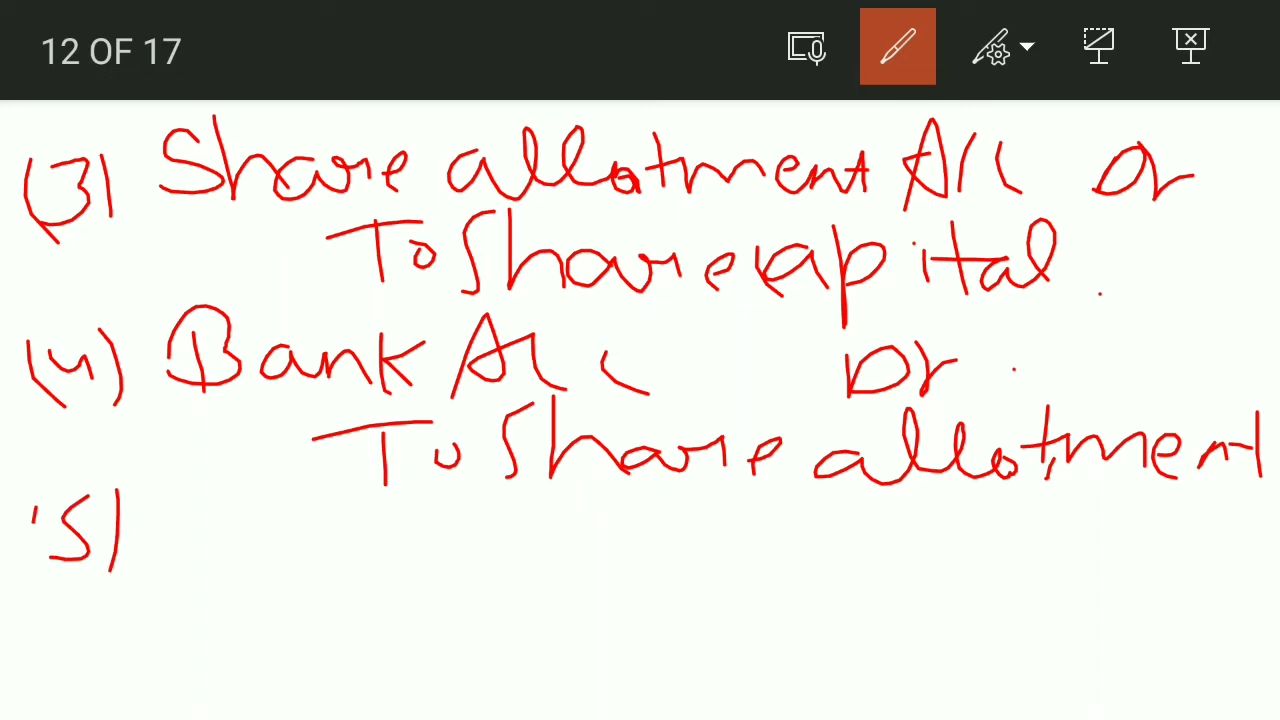 12 OF 17
(3) Share allotment A/c Dr
To Share capital.
(4) Bank A/c Dr.
To Share allotment
(5)